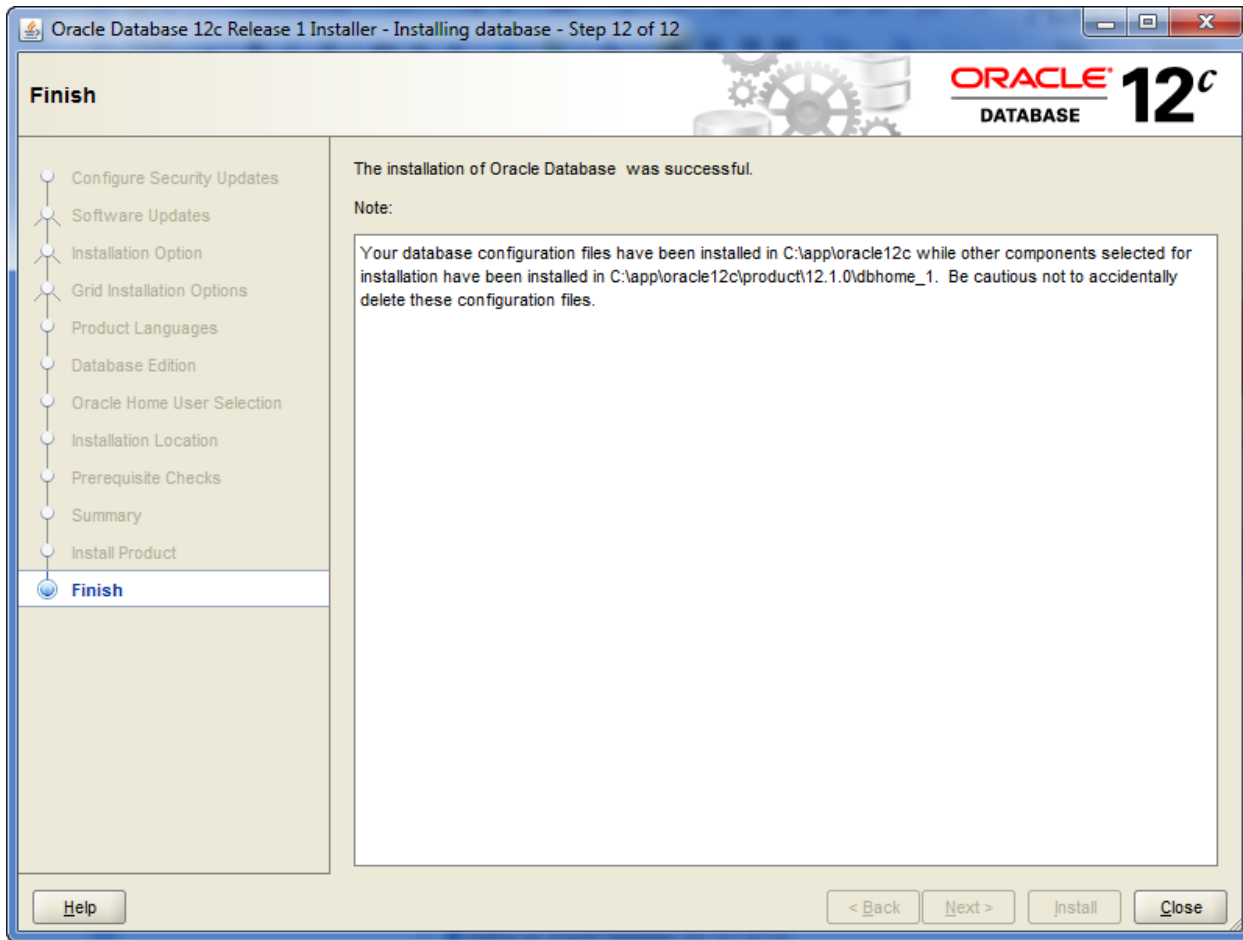 Oracle Database 12c Release 1 Installer - Installing database - Step 12 of 12
Finish
ORACLE
DATABASE
12c
Configure Security Updates
Software Updates
Installation Option
Grid Installation Options
Product Languages
Database Edition
Oracle Home User Selection
Installation Location
Prerequisite Checks
Summary
Install Product
Finish
The installation of Oracle Database  was successful.
Note:
Your database configuration files have been installed in C:\app\oracle12c while other components selected for
installation have been installed in C:\app\oracle12c\product\12.1.0\dbhome_1.  Be cautious not to accidentally
delete these configuration files.
Help
< Back
Next >
Install
Close